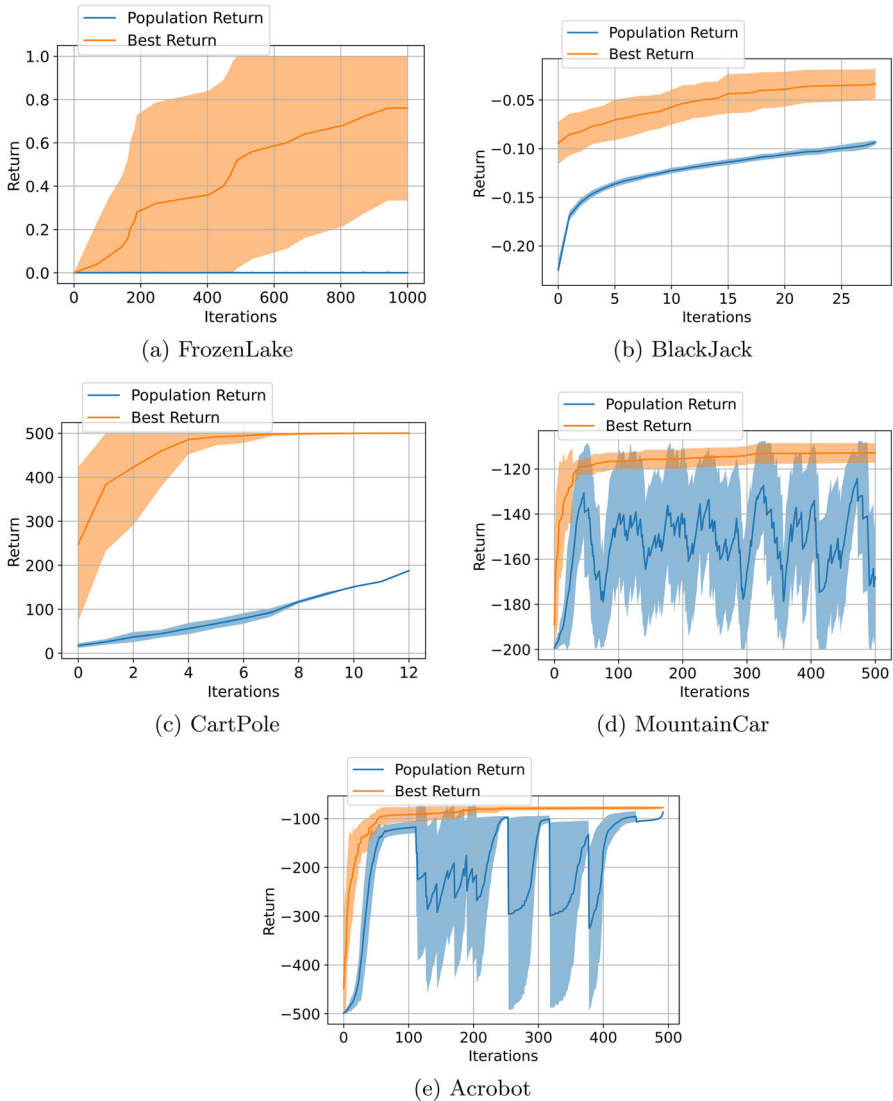 Population Return
Best Return
1.0
0.8
0.6
0.4
0.2
0.0
Return
0 200 400 600 800 1000
Iterations
(a) FrozenLake
Population Return
Best Return
−0.05
−0.10
−0.15
−0.20
Return
0 5 10 15 20 25
Iterations
(b) BlackJack
Population Return
Best Return
500
400
300
200
100
0
Return
0 2 4 6 8 10 12
Iterations
(c) CartPole
Population Return
Best Return
−120
−140
−160
−180
−200
Return
0 100 200 300 400 500
Iterations
(d) MountainCar
Population Return
Best Return
−100
−200
−300
−400
−500
Return
0 100 200 300 400 500
Iterations
(e) Acrobot